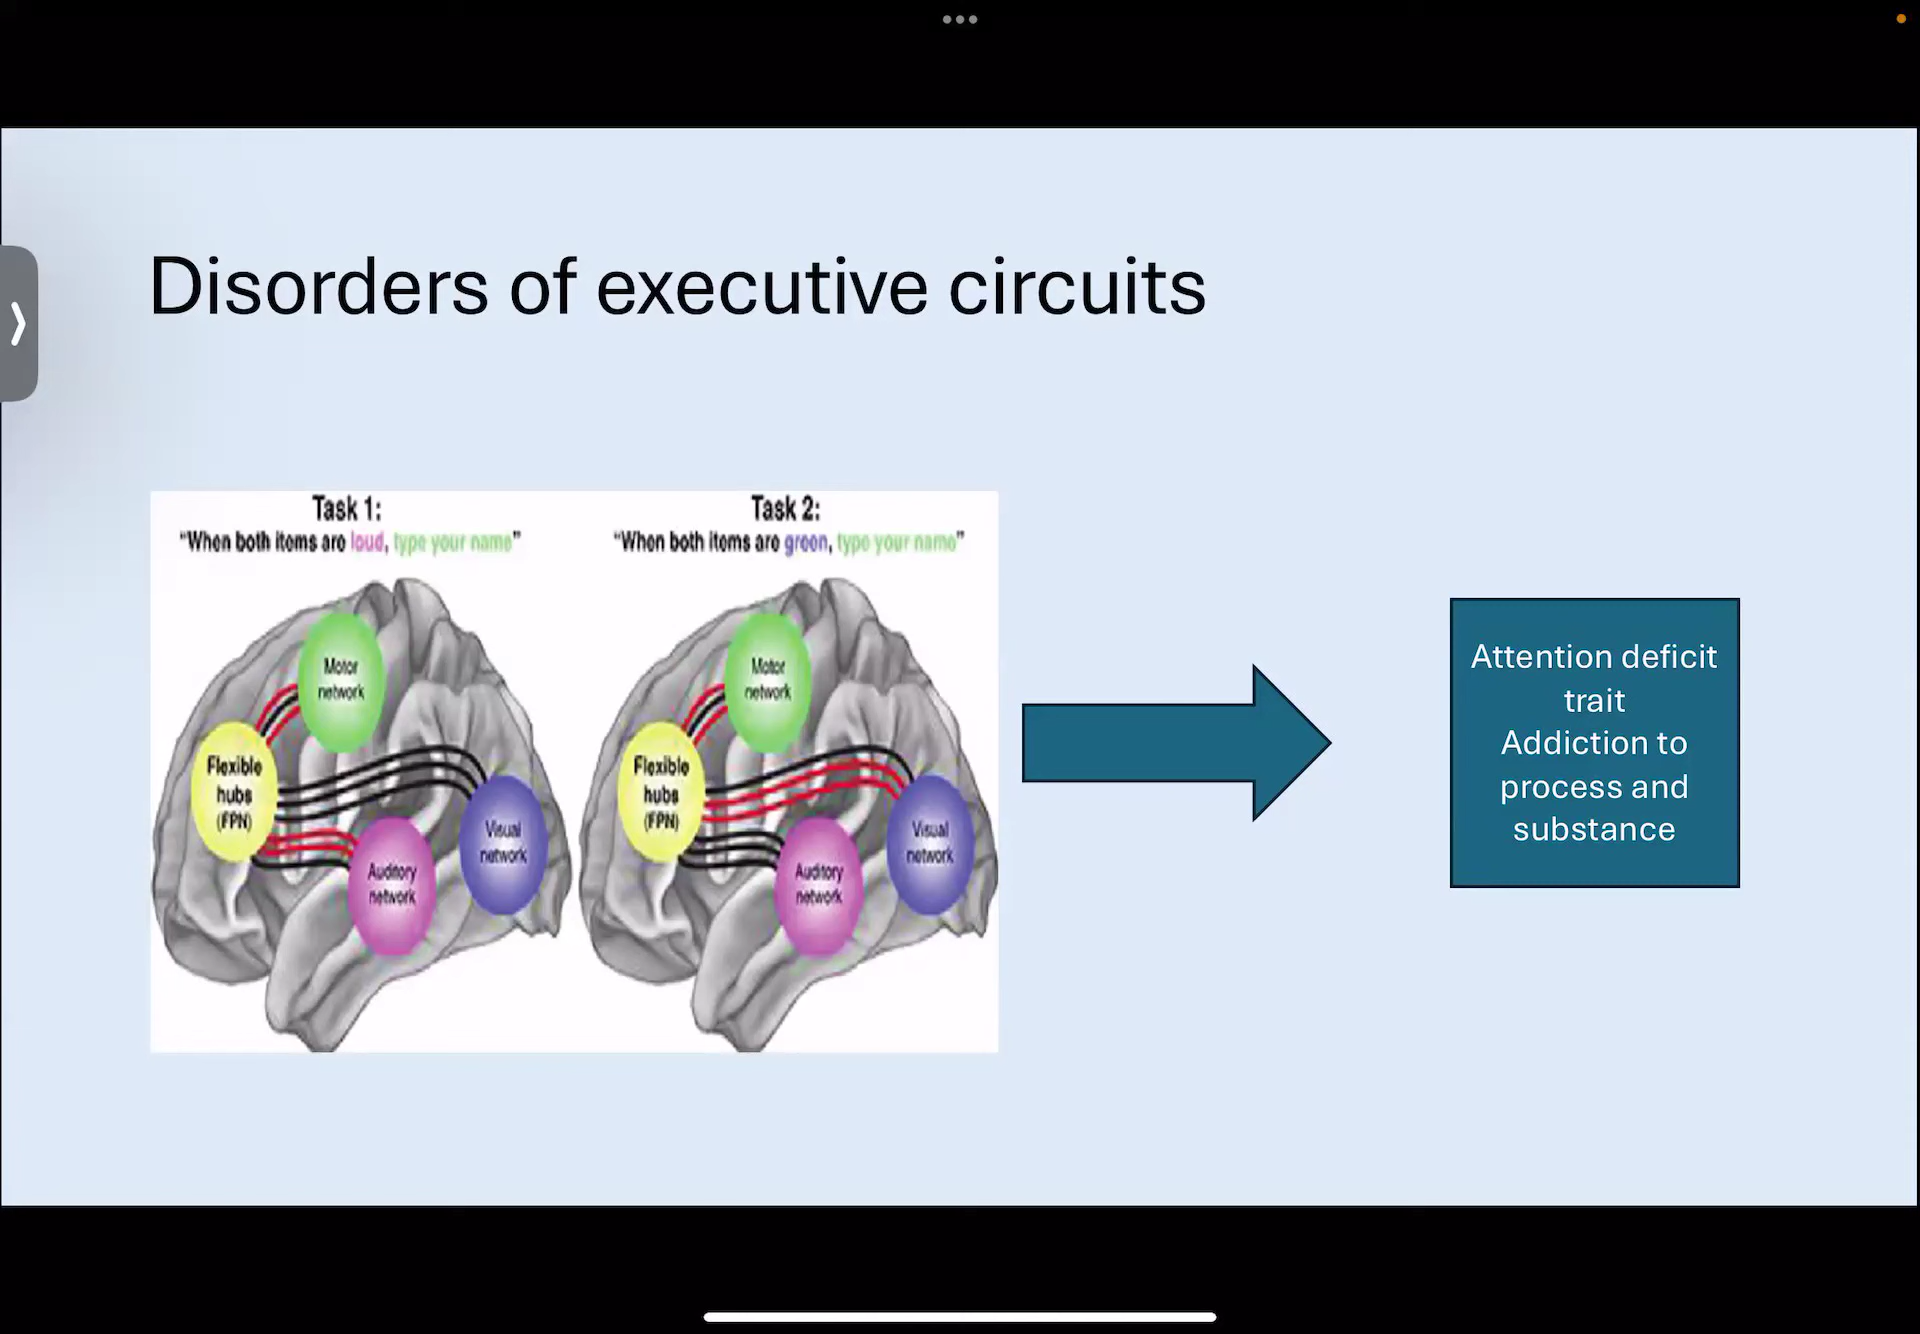 Disorders of executive circuits
Task 1:
"When both items are loud, type your name"
Motor
network
Flexible
hubs
(FPN)
Visual
network
Auditory
network
Task 2:
"When both items are green, type your name"
Motor
network
Flexible
hubs
(FPN)
Visual
network
Auditory
network
Attention deficit
trait
Addiction to
process and
substance